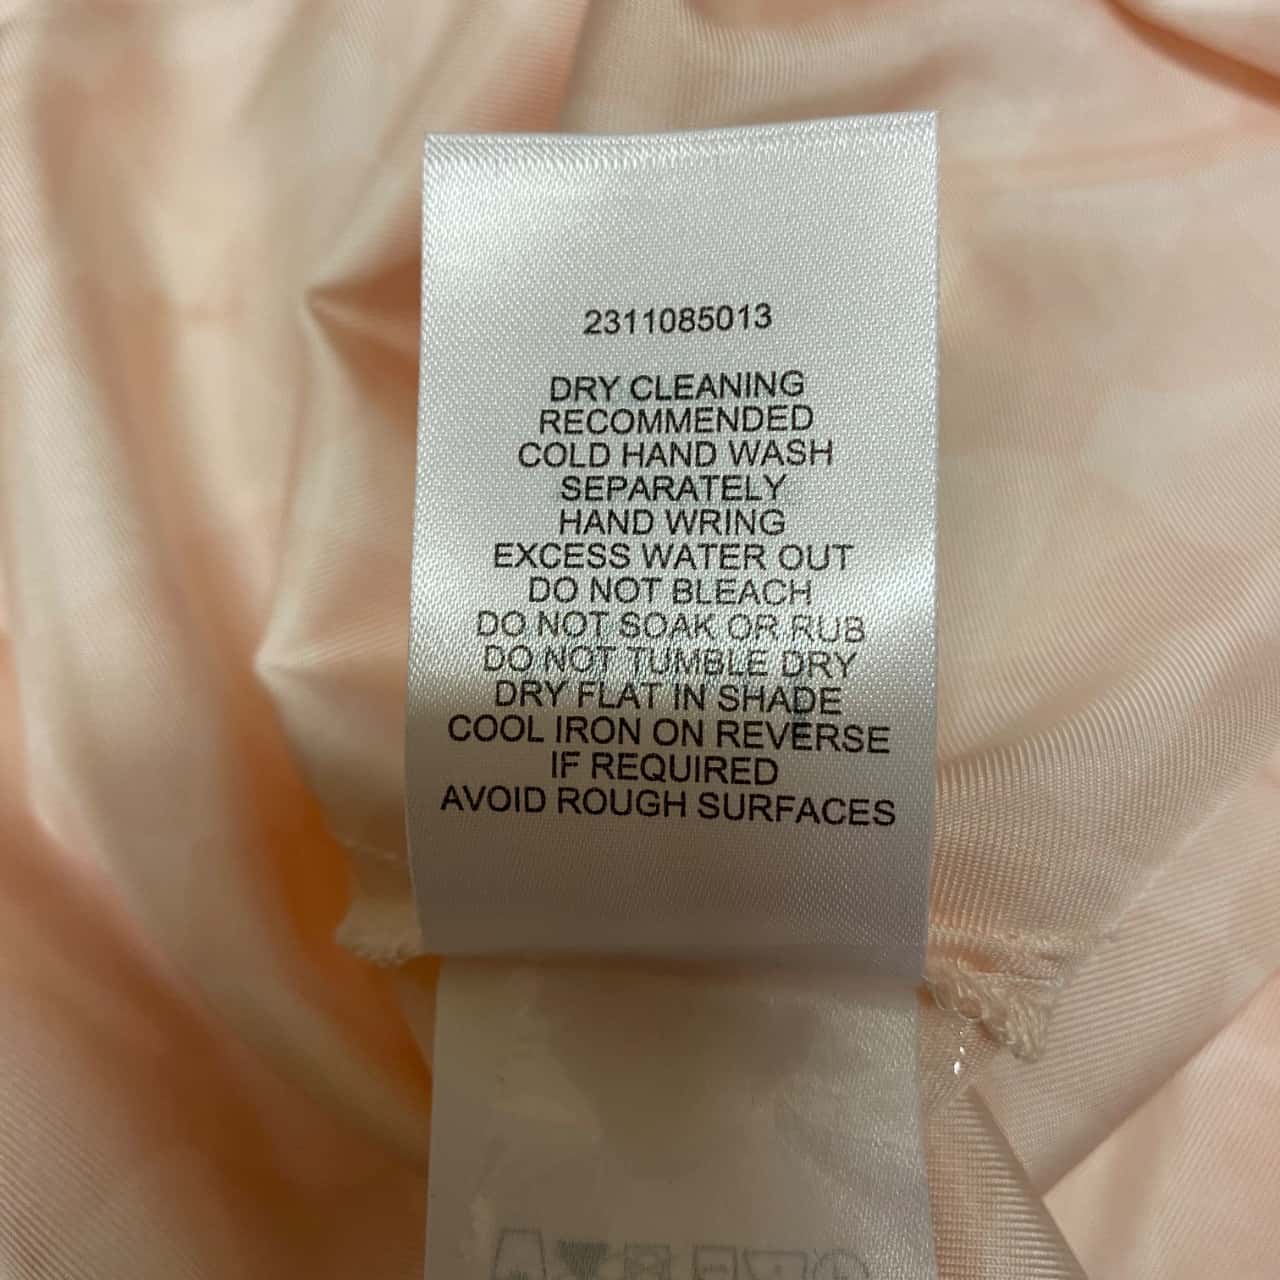 2311085013
DRY CLEANING
RECOMMENDED
COLD HAND WASH
SEPARATELY
HAND WRING
EXCESS WATER OUT
DO NOT BLEACH
DO NOT SOAK OR RUB
DO NOT TUMBLE DRY
DRY FLAT IN SHADE
COOL IRON ON REVERSE
IF REQUIRED
AVOID ROUGH SURFACES